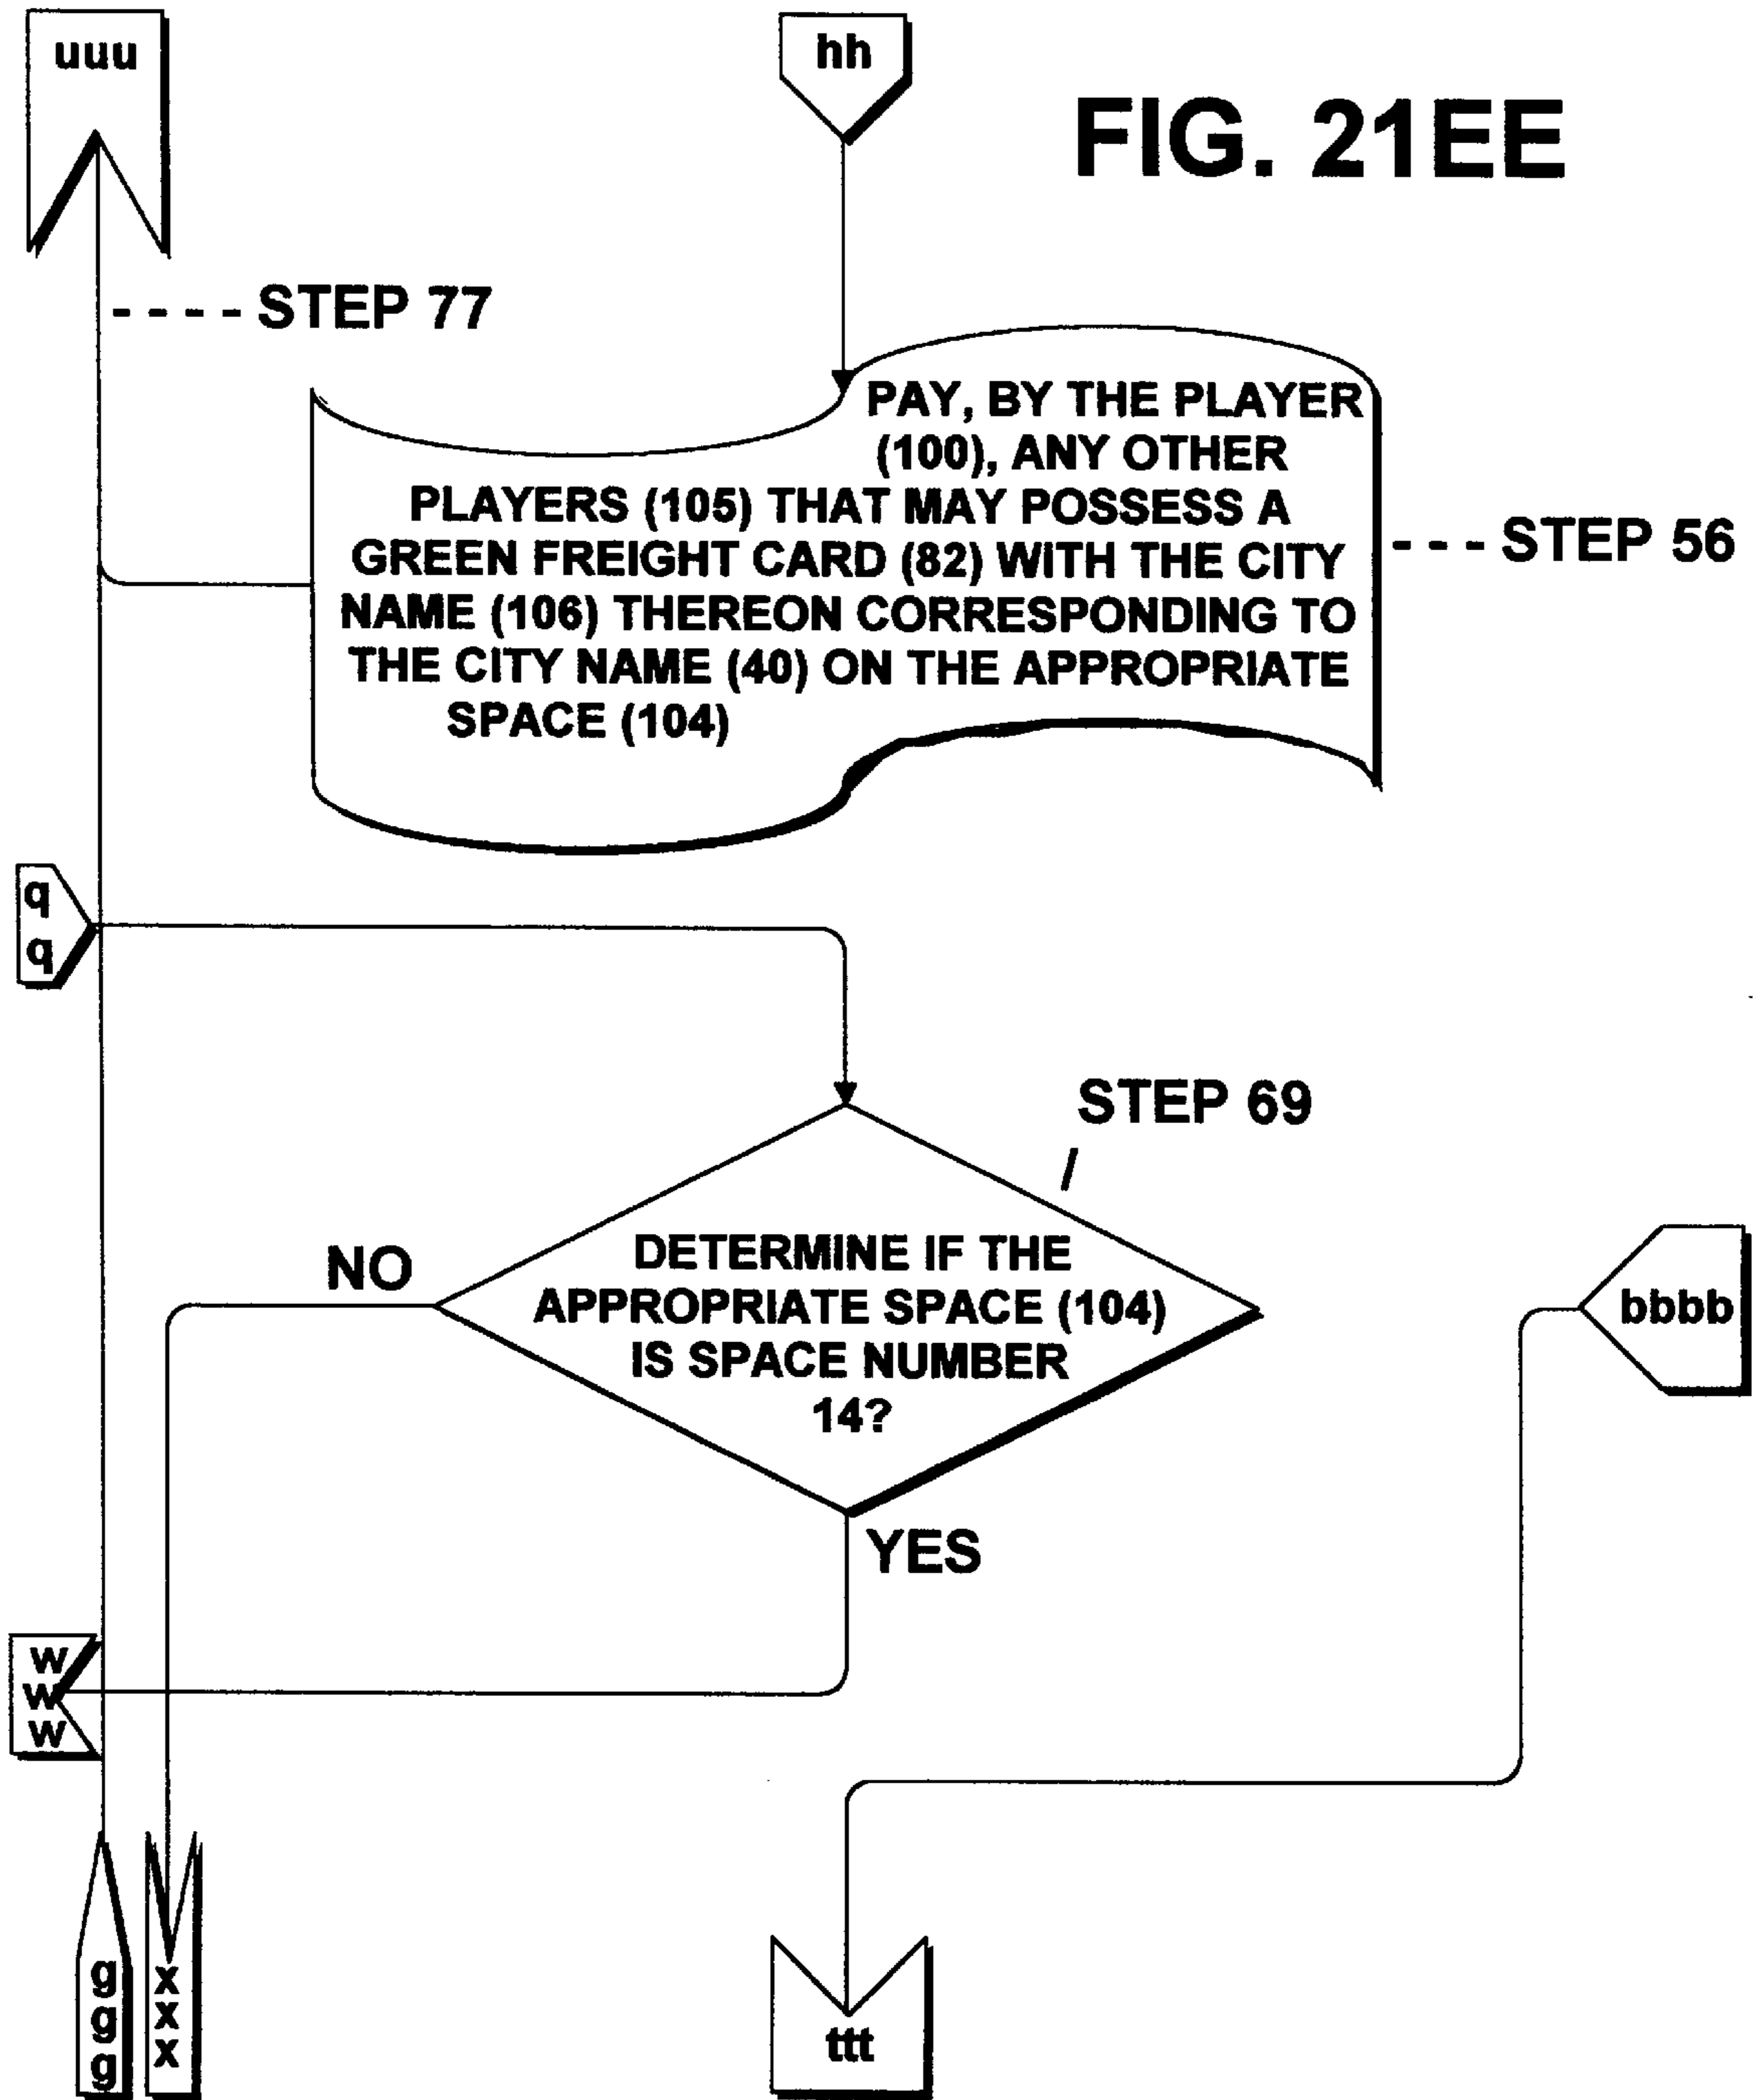 uuu
hh
FIG. 21EE
---- STEP 77
PAY, BY THE PLAYER
(100), ANY OTHER
PLAYERS (105) THAT MAY POSSESS A
GREEN FREIGHT CARD (82) WITH THE CITY
NAME (106) THEREON CORRESPONDING TO
THE CITY NAME (40) ON THE APPROPRIATE
SPACE (104)
--- STEP 56
q
q
STEP 69
NO
DETERMINE IF THE
APPROPRIATE SPACE (104)
IS SPACE NUMBER
14?
bbbb
YES
w
w
w
g
g
g
x
x
x
ttt